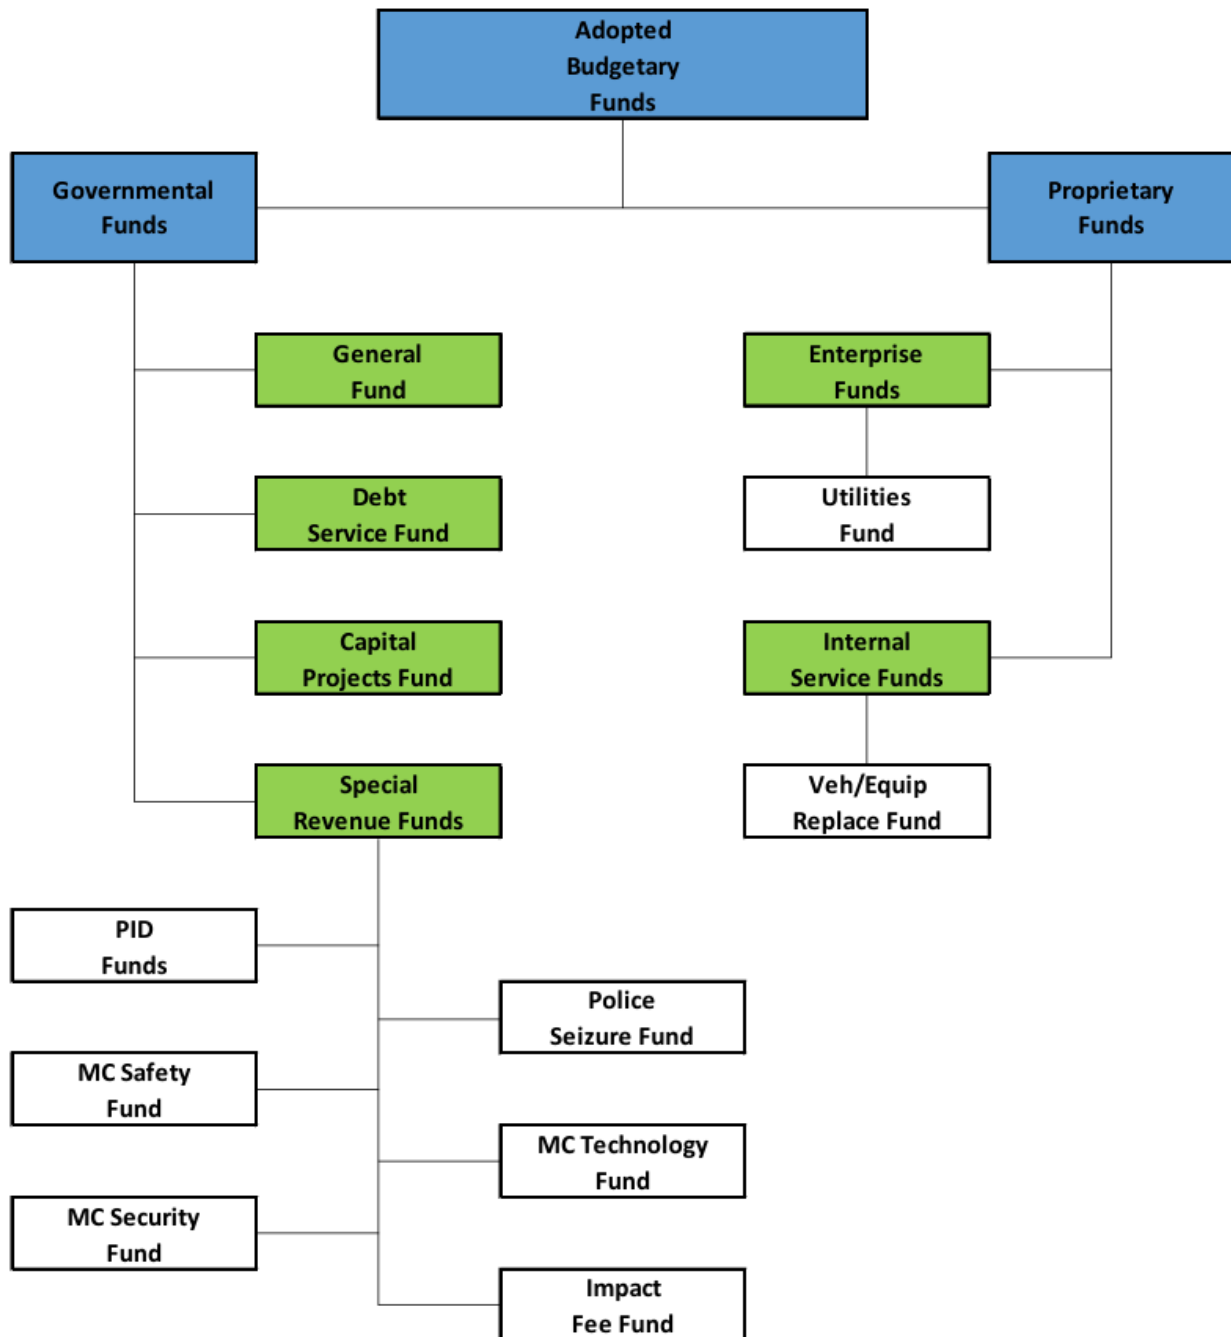 Adopted
Budgetary
Funds
Governmental
Funds
Proprietary
Funds
General
Fund
Enterprise
Funds
Debt
Service Fund
Utilities
Fund
Capital
Projects Fund
Internal
Service Funds
Special
Revenue Funds
Veh/Equip
Replace Fund
PID
Funds
Police
Seizure Fund
MC Safety
Fund
MC Technology
Fund
MC Security
Fund
Impact
Fee Fund